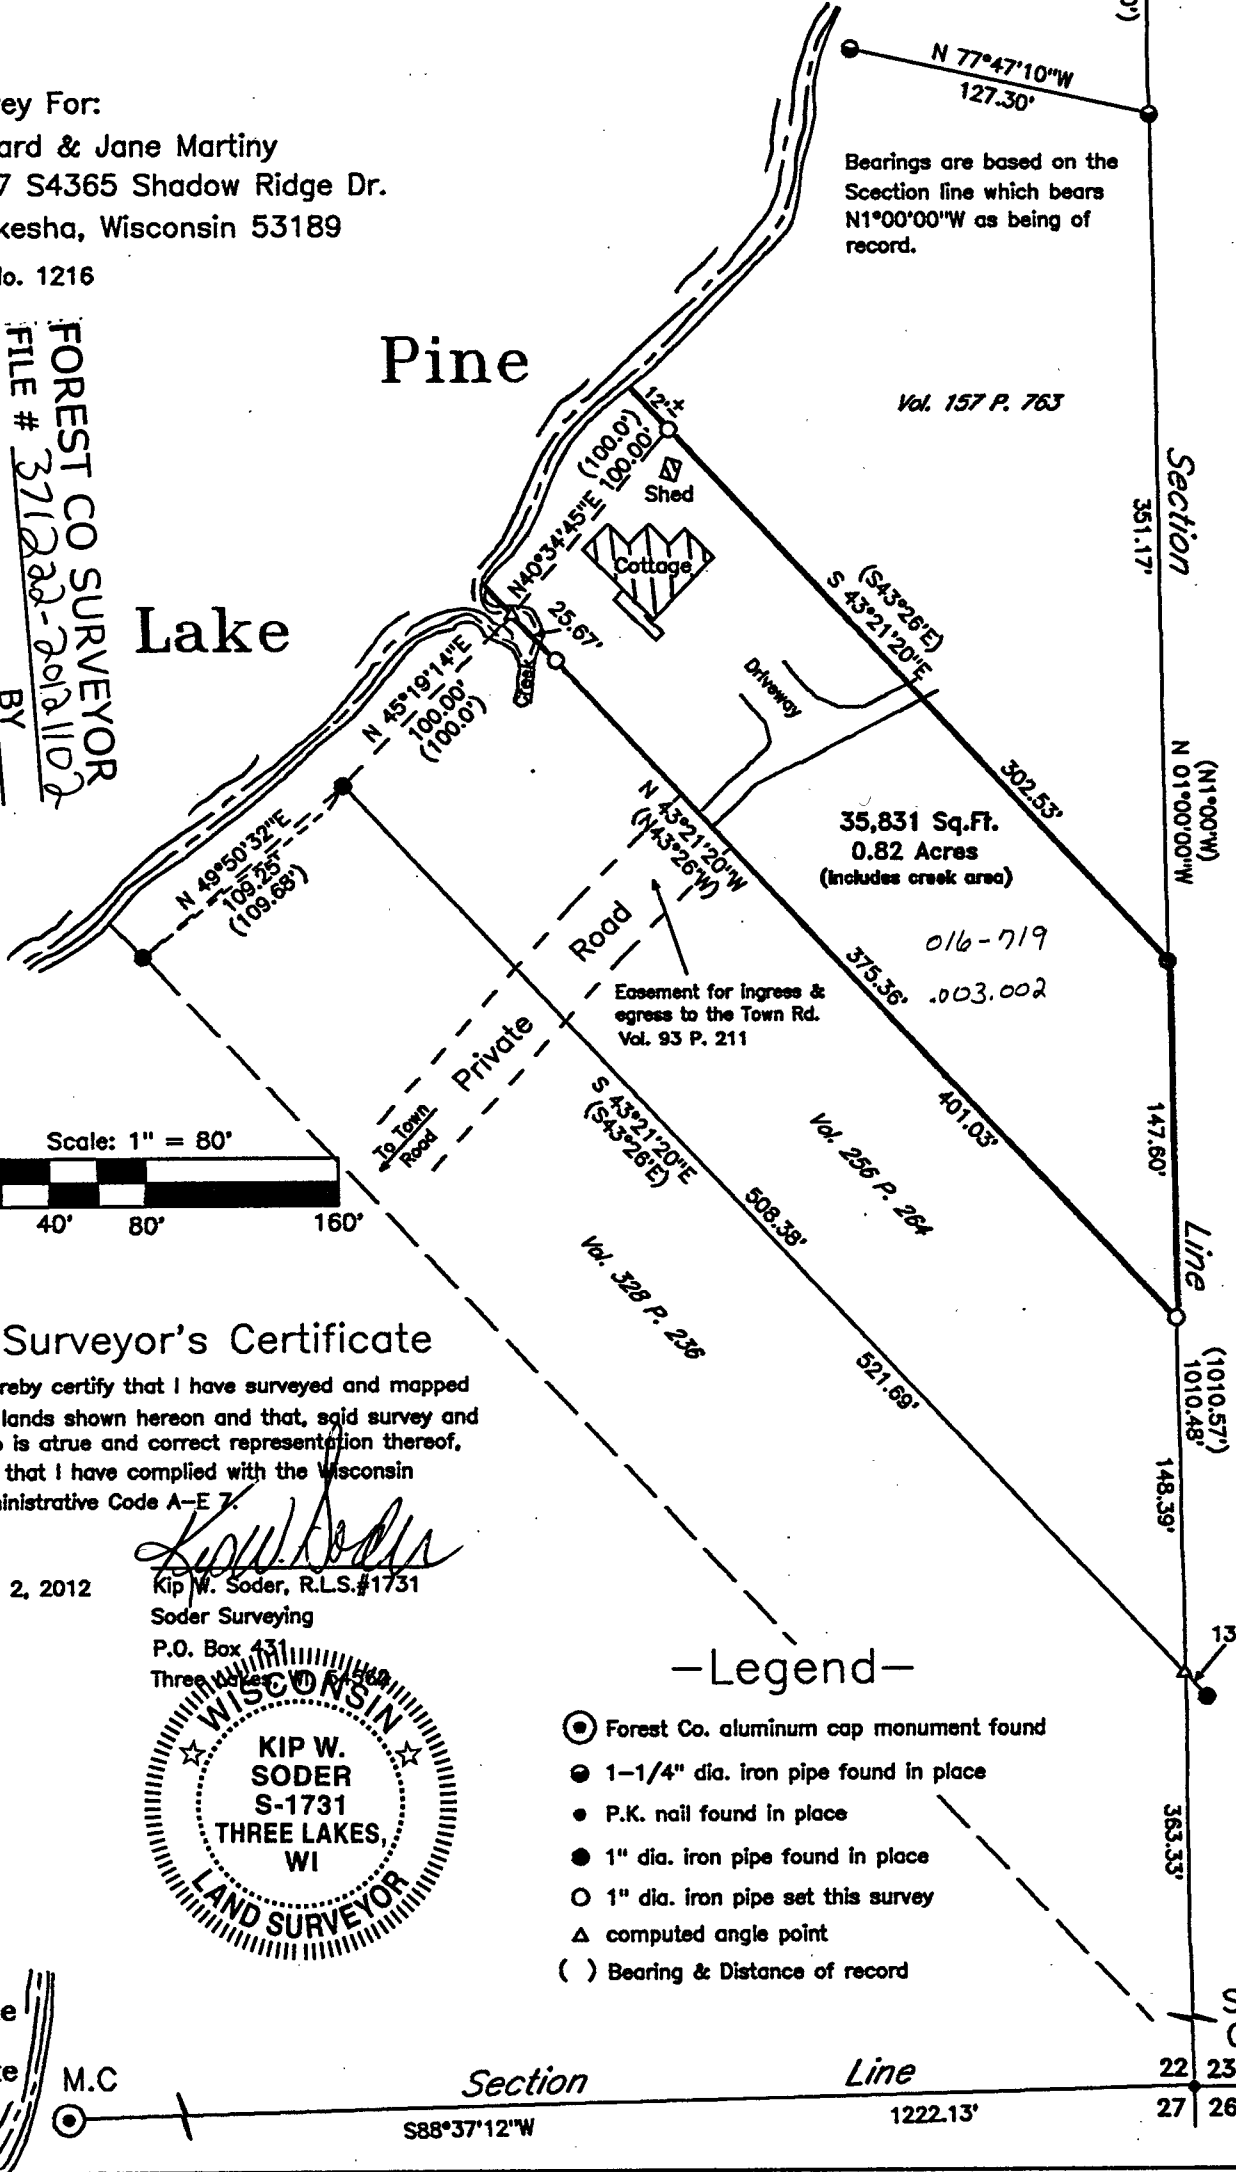 ey For:
ard & Jane Martiny
7 S4365 Shadow Ridge Dr.
kesha, Wisconsin 53189
o. 1216
FOREST CO SURVEYOR
FILE # 371222-20121102
BY
Pine
Lake
N 77°47'10"W
127.30'
0')
Bearings are based on the
Scection line which bears
N1°00'00"W as being of
record.
Vol. 157 P. 763
Section
351.17'
12'±
(100.0')
100.00'
N40°34'45"E
Shed
Cottage
25.67'
Creek
Driveway
(S43°26'E)
S 43°21'20"E
302.53'
(N1°00'W)
N 01°00'00"W
N 45°19'14"E
100.00'
(100.0')
N 49°50'32"E
109.25'
(109.68')
N 43°21'20"W
(N43°26'W)
35,831 Sq.Ft.
0.82 Acres
(Includes creek area)
016-719
.003.002
375.36'
401.03'
Private Road
Easement for ingress &
egress to the Town Rd.
Vol. 93 P. 211
To Town
Road
S 43°21'20"E
(S43°26'E)
508.38'
521.69'
Vol. 256 P. 264
Vol. 328 P. 236
147.60'
Line
(1010.57')
1010.48'
148.39'
13
363.33'
Scale: 1" = 80'
40' 80' 160'
Surveyor's Certificate
reby certify that I have surveyed and mapped
lands shown hereon and that, said survey and
is atrue and correct representation thereof,
that I have complied with the Wisconsin
inistrative Code A-E 7.
Kip W. Soder
2, 2012
Kip W. Soder, R.L.S.#1731
Soder Surveying
P.O. Box 431
Three Lakes, WI 54562
WISCONSIN
KIP W.
SODER
S-1731
THREE LAKES,
WI
LAND SURVEYOR
-Legend-
Forest Co. aluminum cap monument found
1-1/4" dia. iron pipe found in place
P.K. nail found in place
1" dia. iron pipe found in place
1" dia. iron pipe set this survey
computed angle point
( ) Bearing & Distance of record
e
te
M.C
Section Line
S88°37'12"W
1222.13'
22 23
27 26